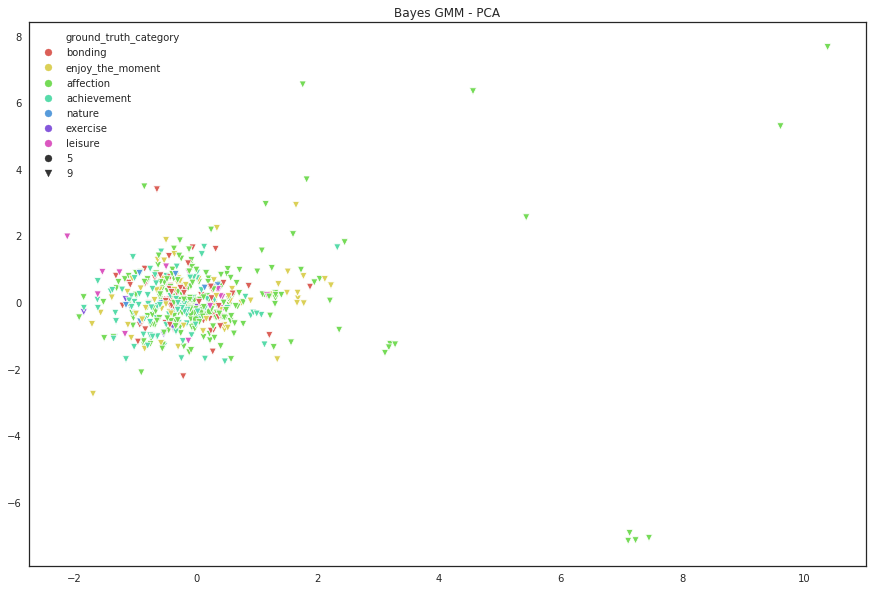 Bayes GMM - PCA
ground_truth_category
bonding
enjoy_the_moment
affection
achievement
nature
exercise
leisure
5
9
8
6
4
2
0
−2
−4
−6
−2 0 2 4 6 8 10